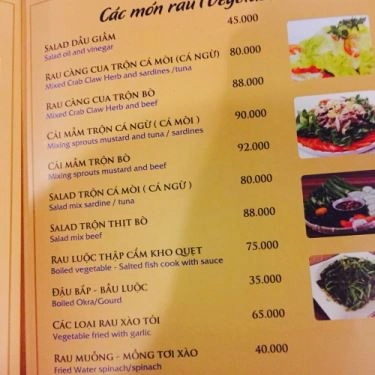 Các món rau (Vegeta
SALAD DẦU GIẤM 45.000
Salad oil and vinegar
RAU CÀNG CUA TRỘN CÁ MÒI (CÁ NGỪ) 80.000
Mixed Crab Claw Herb and sardines /tuna
RAU CÀNG CUA TRỘN BÒ 88.000
Mixed Crab Claw Herb and beef
CẢI MẦM TRỘN CÁ NGỪ ( CÁ MÒI ) 90.000
Mixing sprouts mustard and tuna / sardines
CẢI MẦM TRỘN BÒ 92.000
Mixing sprouts mustard and beef
SALAD TRỘN CÁ MÒI ( CÁ NGỪ ) 80.000
Salad mix sardine / tuna
SALAD TRỘN THỊT BÒ 88.000
Salad mix beef
RAU LUỘC THẬP CẨM KHO QUẸT 75.000
Boiled vegetable - Salted fish cook with sauce
ĐẬU BẮP - BẦU LUỘC 35.000
Boiled Okra/Gourd
CÁC LOẠI RAU XÀO TỎI 65.000
Vegetable fried with garlic
RAU MUỐNG - MỒNG TƠI XÀO 40.000
Fried Water spinach/spinach